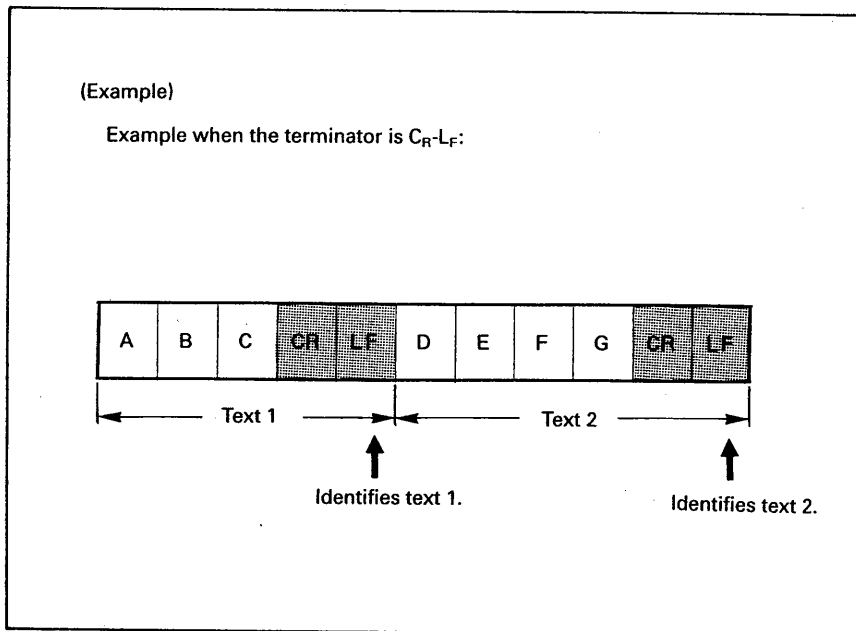 (Example)
Example when the terminator is CR-LF:
A B C CR LF D E F G CR LF
Text 1 Text 2
Identifies text 1. Identifies text 2.